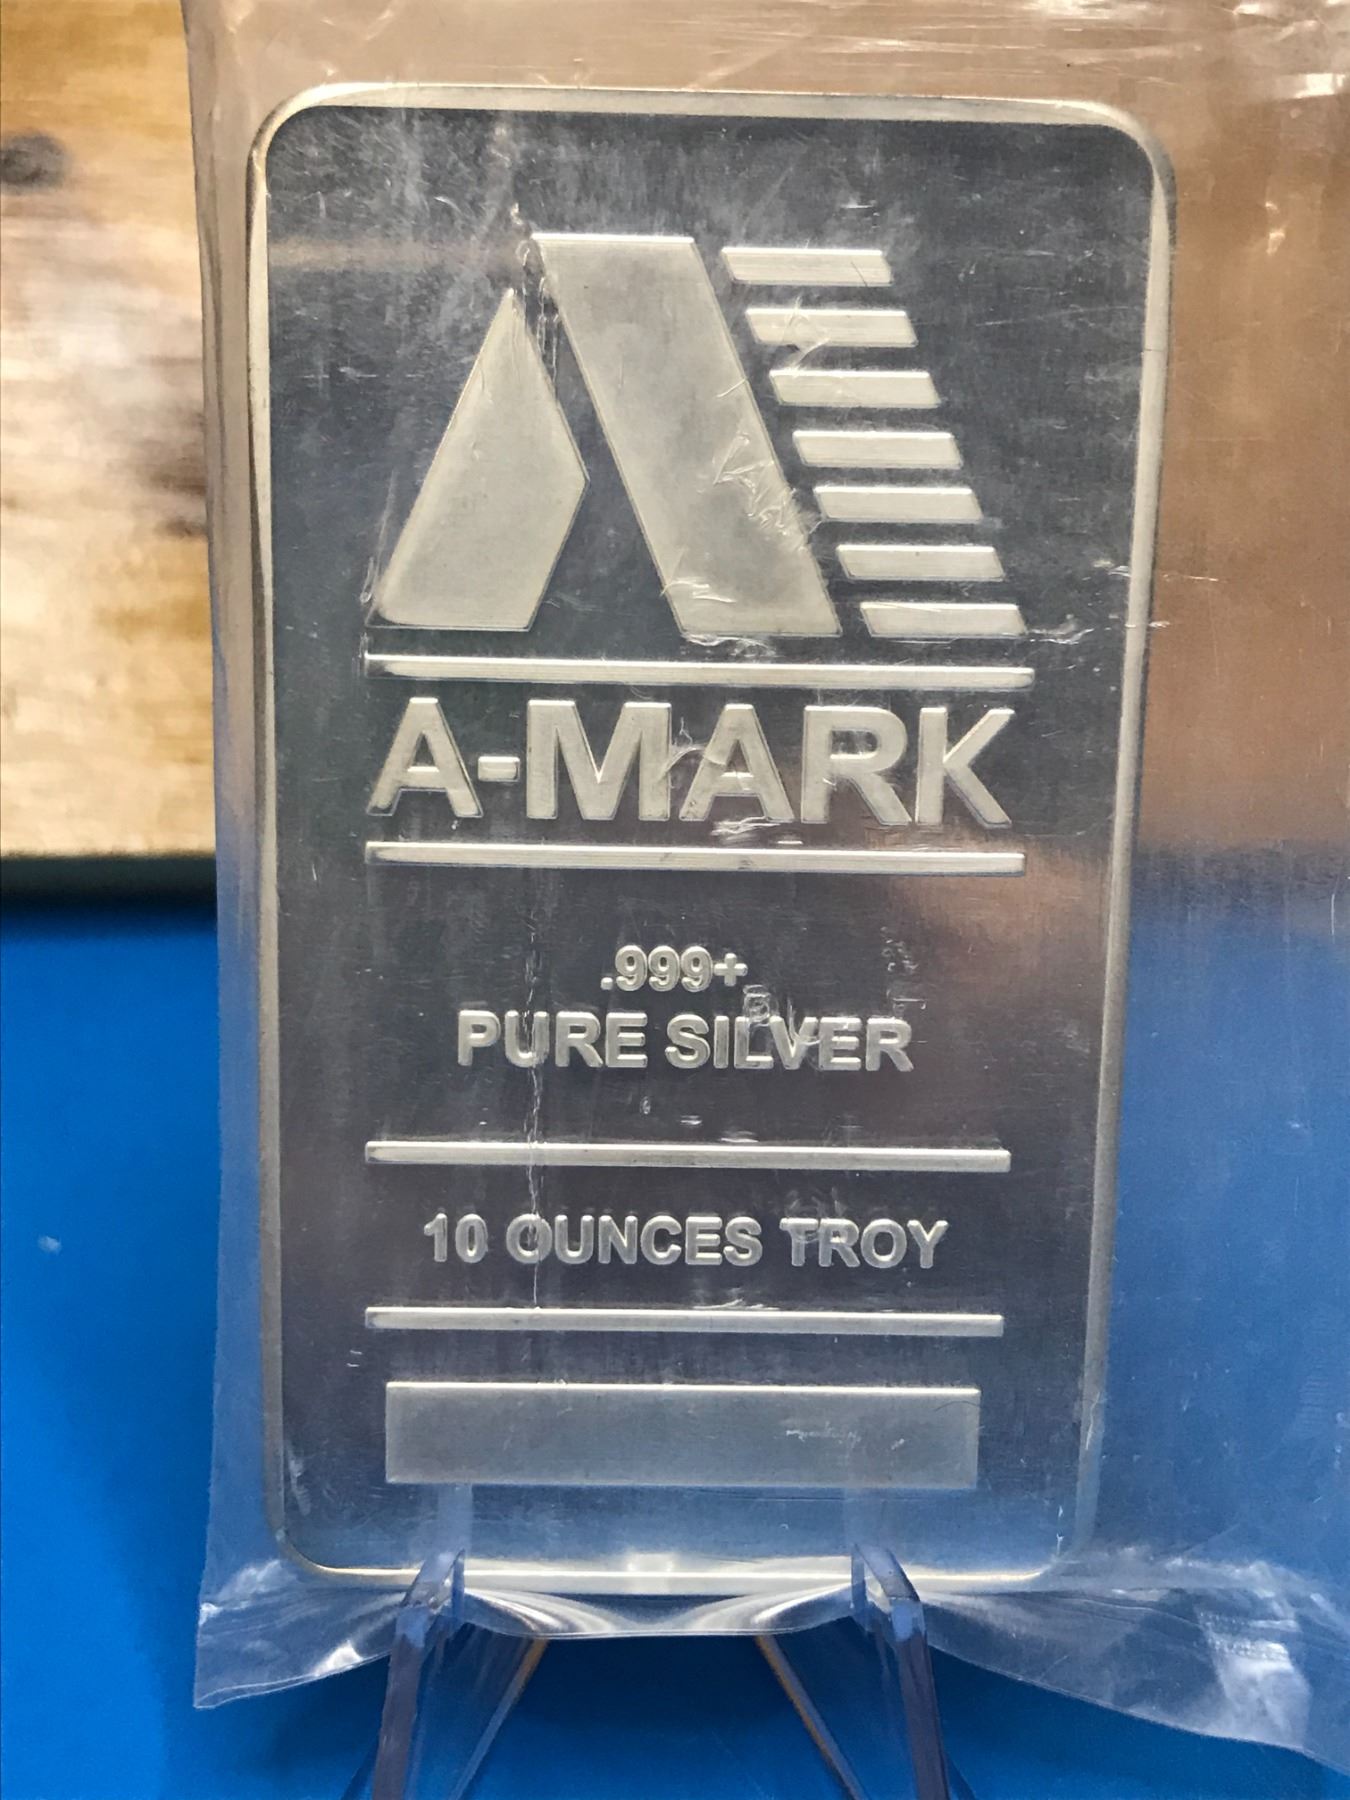 A-MARK
.999+
PURE SILVER
10 OUNCES TROY